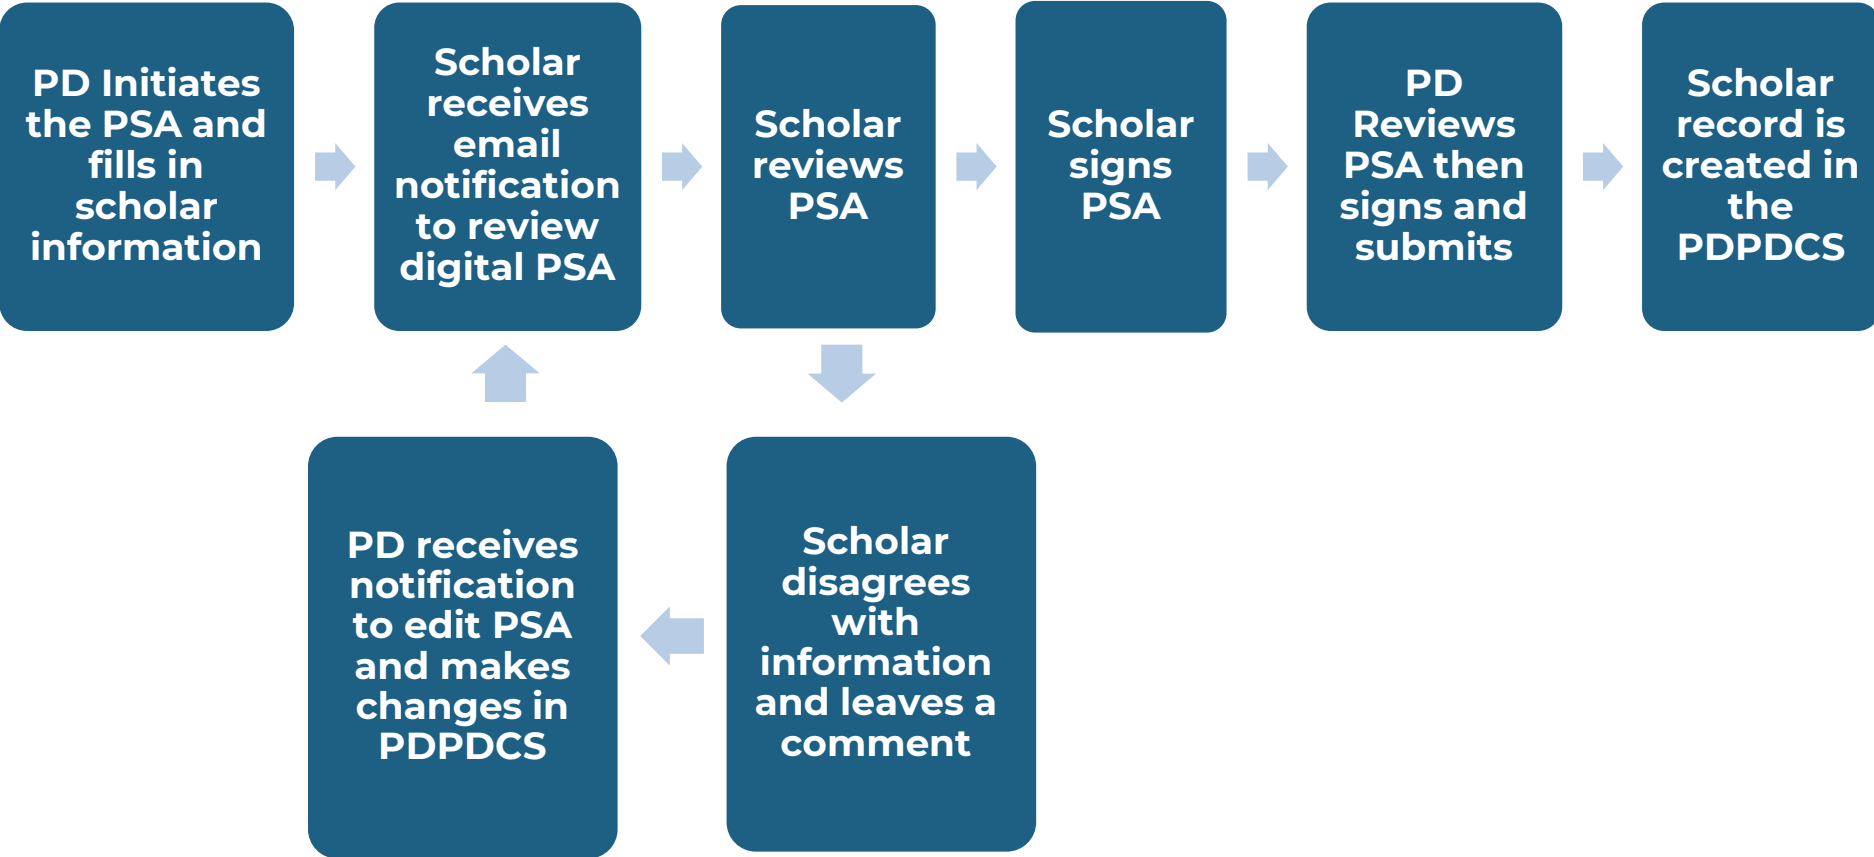 PD Initiates
the PSA and
fills in
scholar
information
Scholar
receives
email
notification
to review
digital PSA
Scholar
reviews
PSA
Scholar
signs
PSA
PD
Reviews
PSA then
signs and
submits
Scholar
record is
created in
the
PDPDCS
PD receives
notification
to edit PSA
and makes
changes in
PDPDCS
Scholar
disagrees
with
information
and leaves a
comment